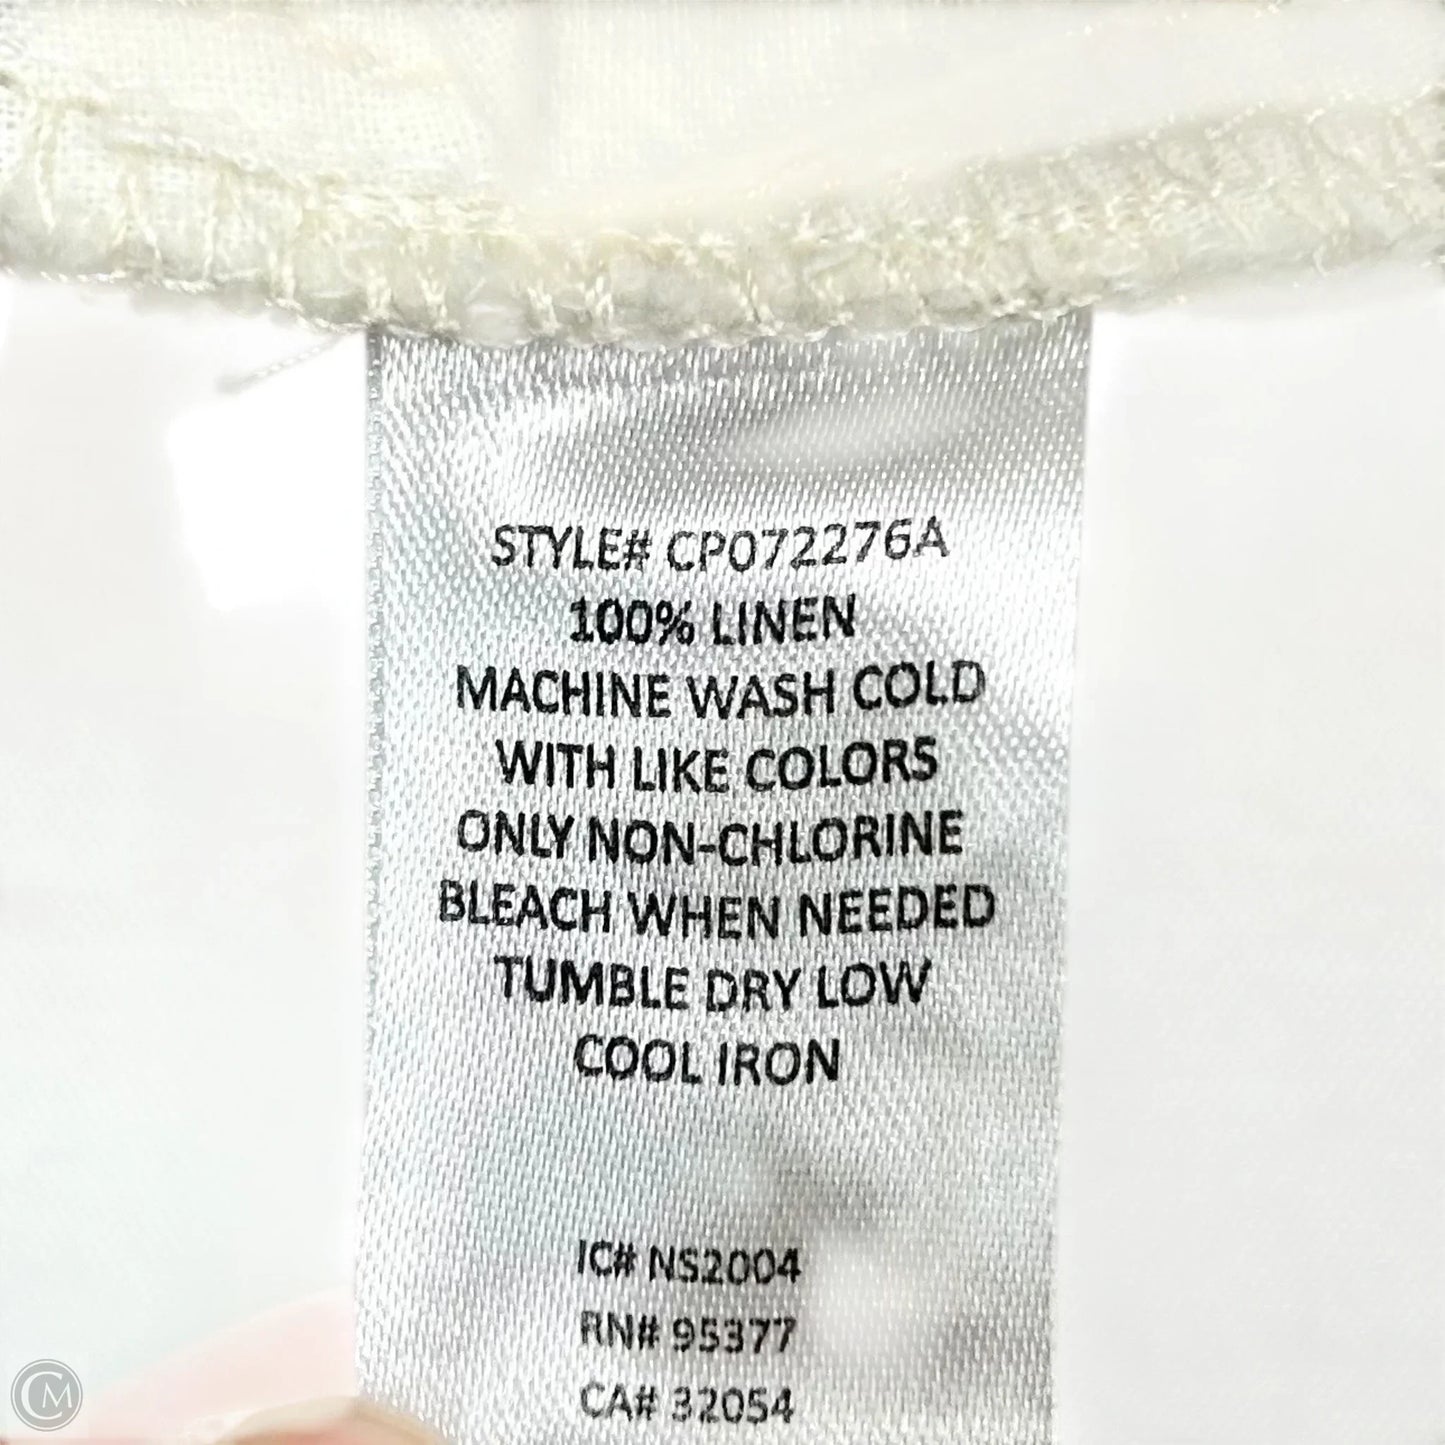 STYLE# CP072276A
100% LINEN
MACHINE WASH COLD
WITH LIKE COLORS
ONLY NON-CHLORINE
BLEACH WHEN NEEDED
TUMBLE DRY LOW
COOL IRON
IC# NS2004
RN# 95377
CA# 32054
CM